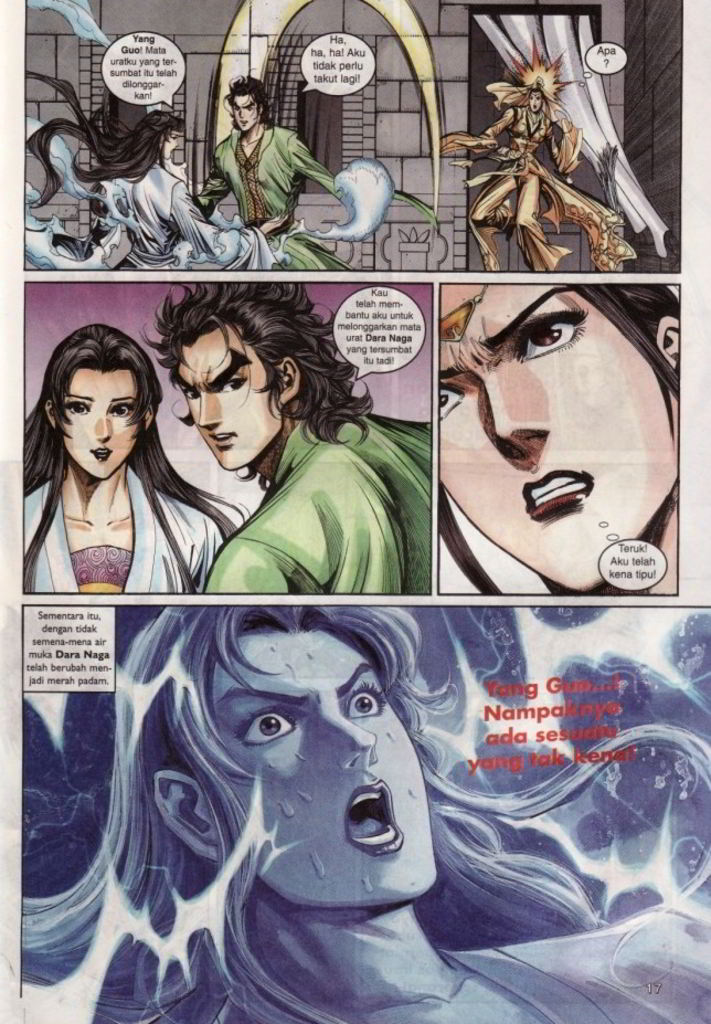 Yang
Guo! Mata
uratku yang ter-
sumbat itu telah
dilonggar-
kan!
Ha,
ha, ha! Aku
tidak perlu
takut lagi!
Apa
?
Kau
telah mem-
bantu aku untuk
melonggarkan mata
urat Dara Naga
yang tersumbat
itu tadi!
Teruk!
Aku telah
kena tipu!
Sementara itu,
dengan tidak
semena-mena air
muka Dara Naga
telah berubah men-
jadi merah padam.
Yang Guo...!
Nampaknya
ada sesuatu
yang tak kena!
17